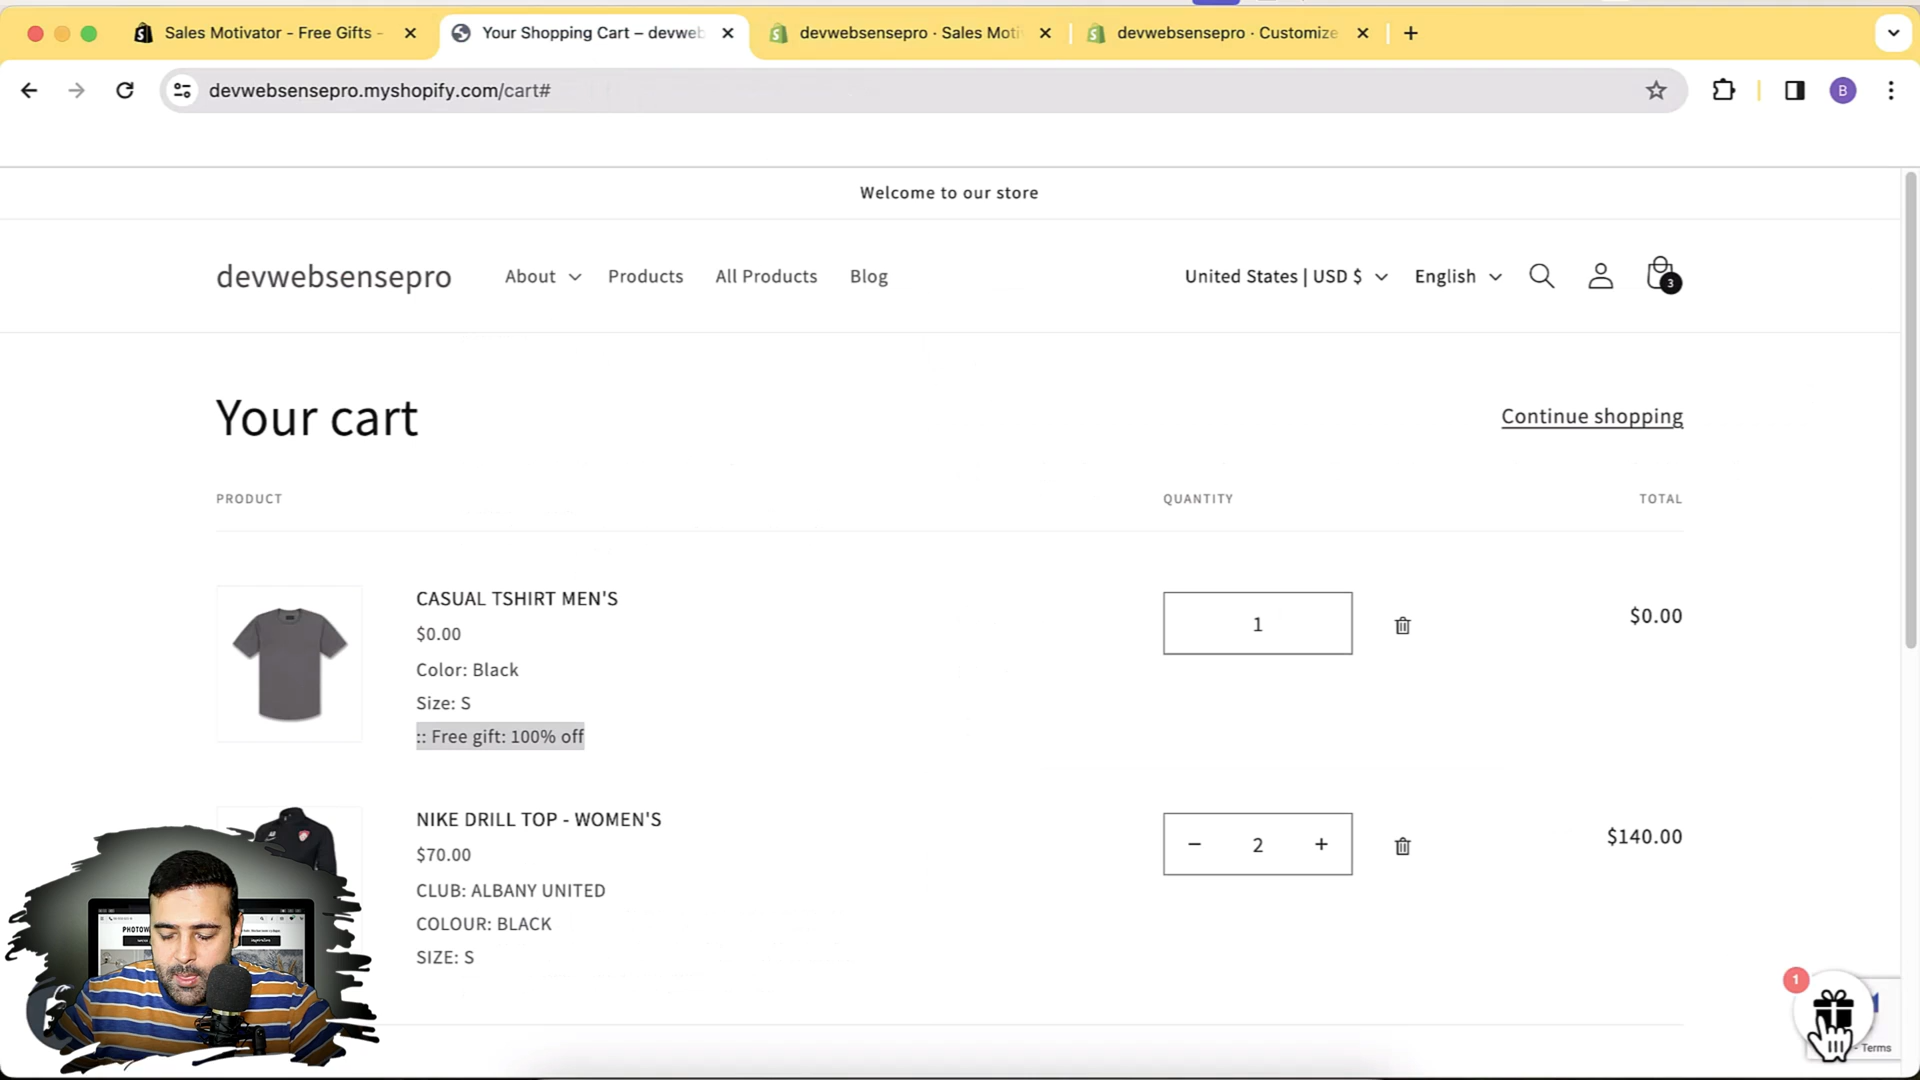 Sales Motivator - Free Gifts -
Your Shopping Cart – devweb
devwebsensepro · Sales Moti
devwebsensepro · Customize
devwebsensepro.myshopify.com/cart#
B
Welcome to our store
devwebsensepro
About
Products
All Products
Blog
United States | USD $
English
3
Your cart
Continue shopping
PRODUCT
QUANTITY
TOTAL
CASUAL TSHIRT MEN'S
$0.00
Color: Black
Size: S
:: Free gift: 100% off
1
$0.00
NIKE DRILL TOP - WOMEN'S
$70.00
CLUB: ALBANY UNITED
COLOUR: BLACK
SIZE: S
− 2 +
$140.00
1
- Terms